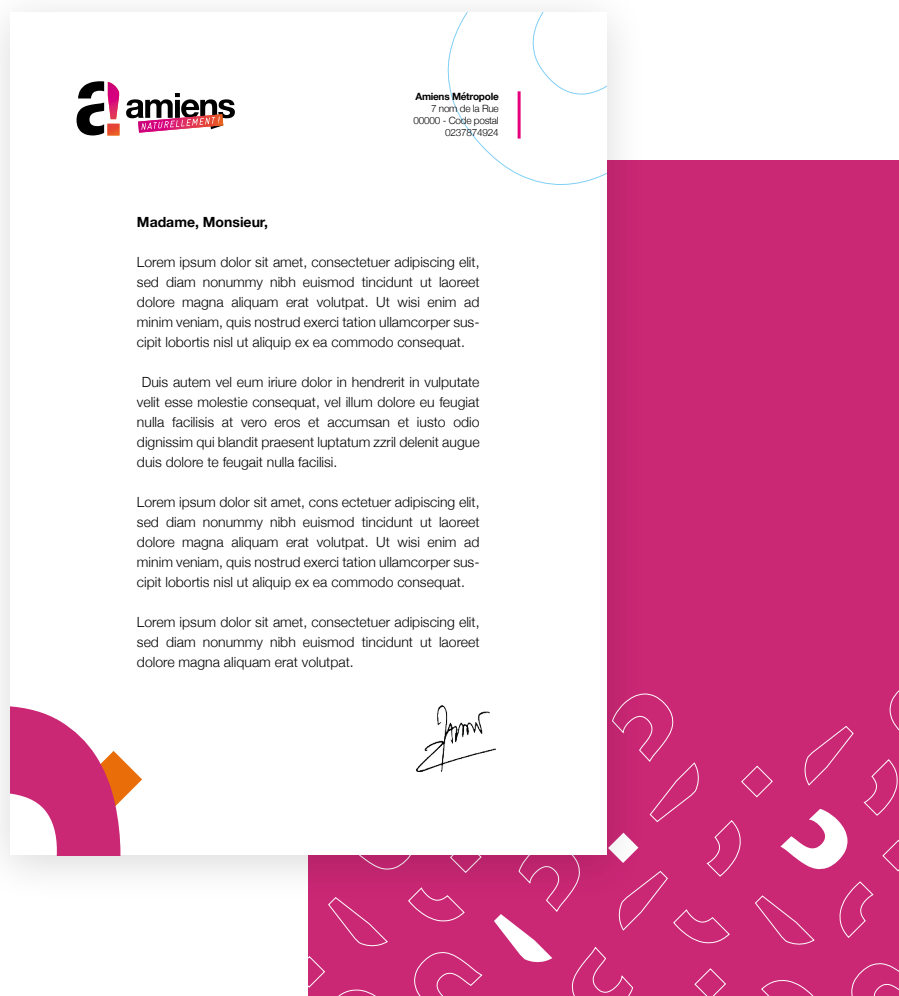 a! amiens
NATURELLEMENT !
Amiens Métropole
7 nom de la Rue
00000 - Code postal
0237874924
Madame, Monsieur,
Lorem ipsum dolor sit amet, consectetuer adipiscing elit,
sed diam nonummy nibh euismod tincidunt ut laoreet
dolore magna aliquam erat volutpat. Ut wisi enim ad
minim veniam, quis nostrud exerci tation ullamcorper sus-
cipit lobortis nisl ut aliquip ex ea commodo consequat.
Duis autem vel eum iriure dolor in hendrerit in vulputate
velit esse molestie consequat, vel illum dolore eu feugiat
nulla facilisis at vero eros et accumsan et iusto odio
dignissim qui blandit praesent luptatum zzril delenit augue
duis dolore te feugait nulla facilisi.
Lorem ipsum dolor sit amet, cons ectetuer adipiscing elit,
sed diam nonummy nibh euismod tincidunt ut laoreet
dolore magna aliquam erat volutpat. Ut wisi enim ad
minim veniam, quis nostrud exerci tation ullamcorper sus-
cipit lobortis nisl ut aliquip ex ea commodo consequat.
Lorem ipsum dolor sit amet, consectetuer adipiscing elit,
sed diam nonummy nibh euismod tincidunt ut laoreet
dolore magna aliquam erat volutpat.